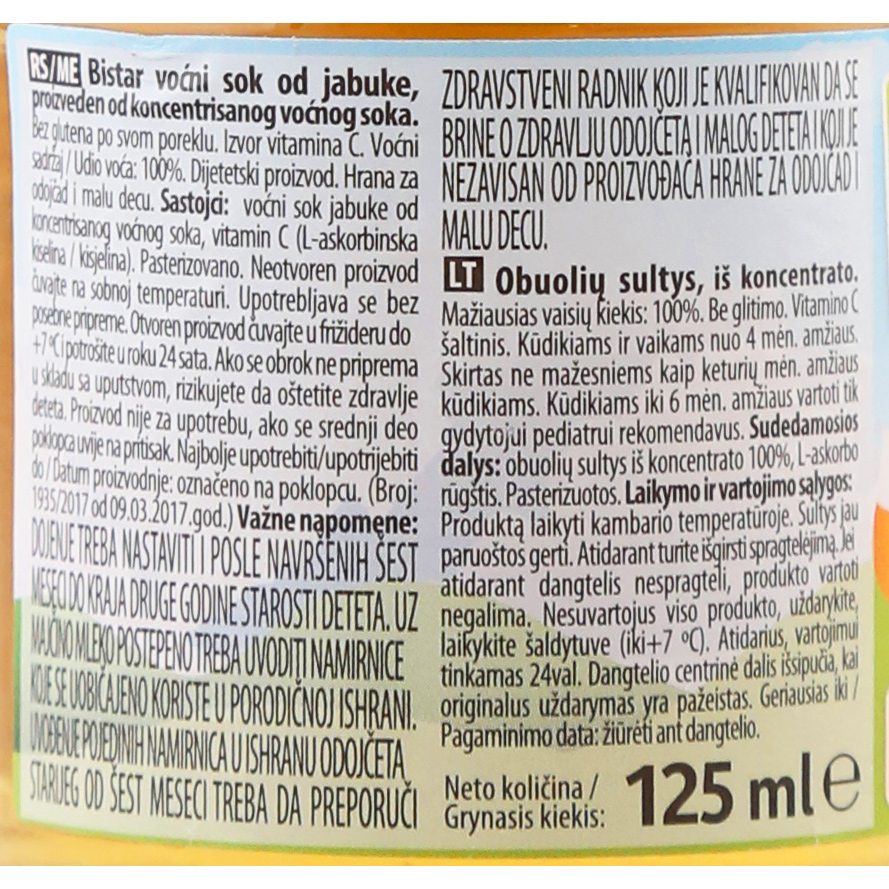 RS/ME Bistar voćni sok od jabuke,
proizveden od koncentrisanog voćnog soka.
Bez glutena po svom poreklu. Izvor vitamina C. Voćni
sadržaj / Udio voća: 100%. Dijetetski proizvod. Hrana za
odojčad i malu decu. Sastojci: voćni sok jabuke od
koncentrisanog voćnog soka, vitamin C (L-askorbinska
kiselina / kisjelina). Pasterizovano. Neotvoren proizvod
čuvajte na sobnoj temperaturi. Upotrebljava se bez
posebne pripreme. Otvoren proizvod čuvajte u frižideru do
+7 ºC i potrošite u roku 24 sata. Ako se obrok ne priprema
u skladu sa uputstvom, rizikujete da oštetite zdravlje
deteta. Proizvod nije za upotrebu, ako se srednji deo
poklopca uvije na pritisak. Najbolje upotrebiti/upotrijebiti
do / Datum proizvodnje: označeno na poklopcu. (Broj:
1935/2017 od 09.03.2017.god.) Važne napomene:
DOJENJE TREBA NASTAVITI I POSLE NAVRŠENIH ŠEST
MESECI DO KRAJA DRUGE GODINE STAROSTI DETETA. UZ
MAJČINO MLEKO POSTEPENO TREBA UVODITI NAMIRNICE
KOJE SE UOBIČAJENO KORISTE U PORODIČNOJ ISHRANI.
UVOĐENJE POJEDINIH NAMIRNICA U ISHRANU ODOJČETA
STARIJEG OD ŠEST MESECI TREBA DA PREPORUČI
ZDRAVSTVENI RADNIK KOJI JE KVALIFIKOVAN DA SE
BRINE O ZDRAVLJU ODOJČETA I MALOG DETETA I KOJI JE
NEZAVISAN OD PROIZVOĐAČA HRANE ZA ODOJČAD I
MALU DECU.
LT Obuolių sultys, iš koncentrato.
Mažiausias vaisių kiekis: 100%. Be glitimo. Vitamino C
šaltinis. Kūdikiams ir vaikams nuo 4 mėn. amžiaus.
Skirtas ne mažesniems kaip keturių mėn. amžiaus
kūdikiams. Kūdikiams iki 6 mėn. amžiaus vartoti tik
gydytojui pediatrui rekomendavus. Sudedamosios
dalys: obuolių sultys iš koncentrato 100%, L-askorbo
rūgštis. Pasterizuotos. Laikymo ir vartojimo sąlygos:
Produktą laikyti kambario temperatūroje. Sultys jau
paruoštos gerti. Atidarant turite išgirsti spragtelėjimą. Jei
atidarant dangtelis nespragteli, produkto vartoti
negalima. Nesuvartojus viso produkto, uždarykite,
laikykite šaldytuve (iki+7 ºC). Atidarius, vartojimui
tinkamas 24val. Dangtelio centrinė dalis išsipučia, kai
originalus uždarymas yra pažeistas. Geriausias iki /
Pagaminimo data: žiūrėti ant dangtelio.
Neto količina /
Grynasis kiekis: 125 ml e